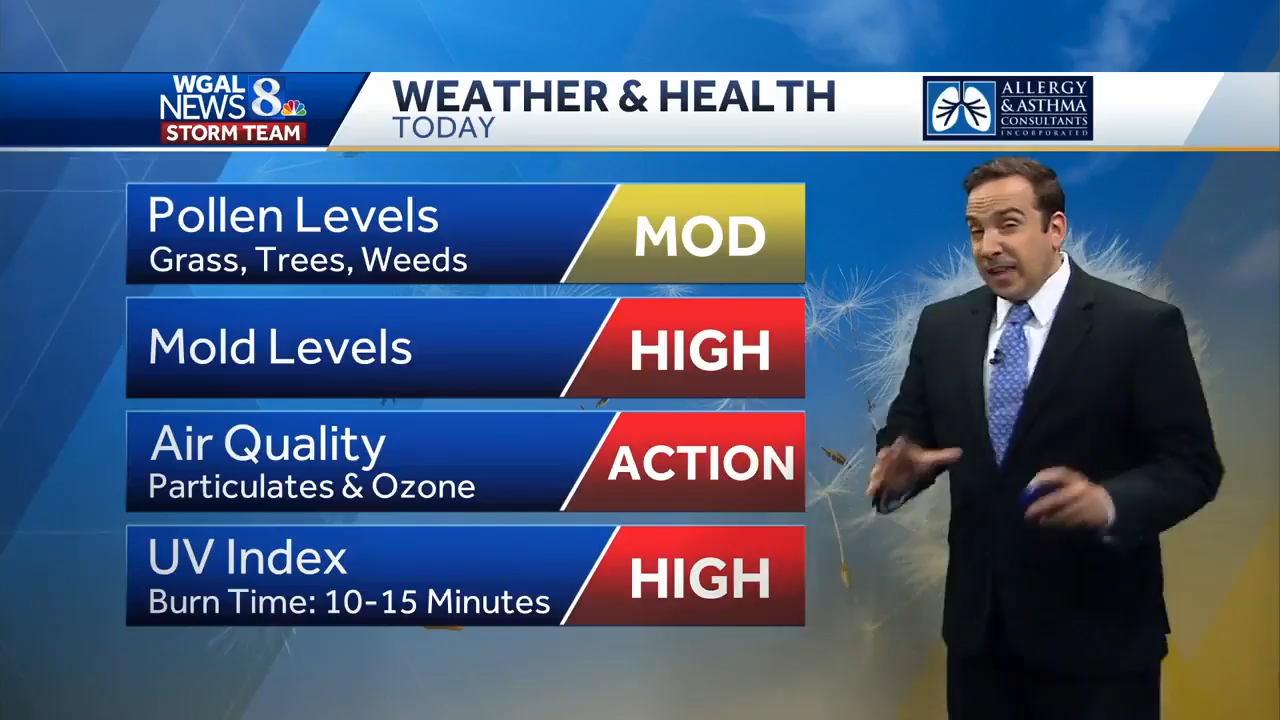 WGAL
NEWS 8
STORM TEAM
WEATHER & HEALTH
TODAY
ALLERGY
& ASTHMA
CONSULTANTS
INCORPORATED
Pollen Levels
Grass, Trees, Weeds
MOD
Mold Levels
HIGH
Air Quality
Particulates & Ozone
ACTION
UV Index
Burn Time: 10-15 Minutes
HIGH